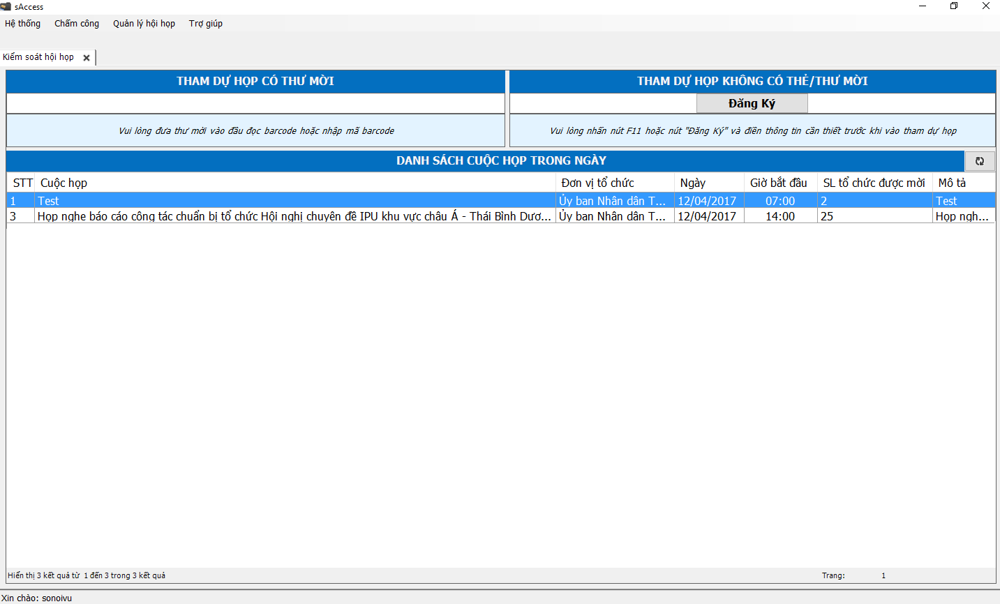 sAccess
Hệ thống Chấm công Quản lý hội họp Trợ giúp
Kiểm soát hội họp
THAM DỰ HỌP CÓ THƯ MỜI
THAM DỰ HỌP KHÔNG CÓ THẺ/THƯ MỜI
Đăng Ký
Vui lòng đưa thư mời vào đầu đọc barcode hoặc nhập mã barcode
Vui lòng nhấn nút F11 hoặc nút "Đăng Ký" và điền thông tin cần thiết trước khi vào tham dự họp
DANH SÁCH CUỘC HỌP TRONG NGÀY
STT Cuộc họp Đơn vị tổ chức Ngày Giờ bắt đầu SL tổ chức được mời Mô tả
1 Test Ủy ban Nhân dân T... 12/04/2017 07:00 2 Test
3 Họp nghe báo cáo công tác chuẩn bị tổ chức Hội nghị chuyên đề IPU khu vực châu Á - Thái Bình Dươ... Ủy ban Nhân dân T... 12/04/2017 14:00 25 Họp ngh...
Hiển thị 3 kết quả từ 1 đến 3 trong 3 kết quả Trang: 1
Xin chào: sonoivu